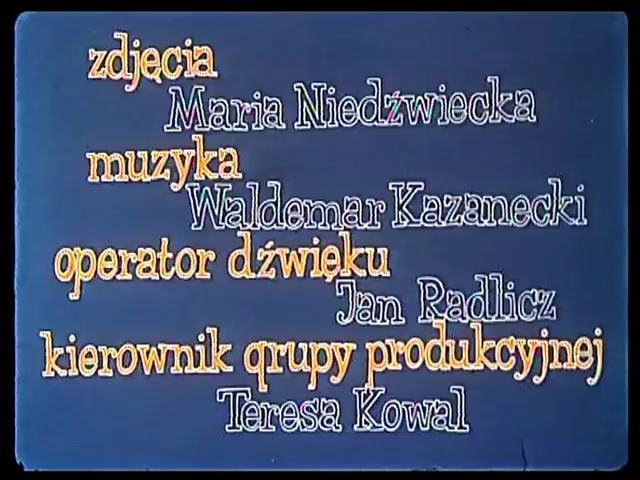 zdjęcia
Maria Niedźwiecka
muzyka
Waldemar Kazanecki
operator dźwięku
Jan Radlicz
kierownik grupy produkcyjnej
Teresa Kowal